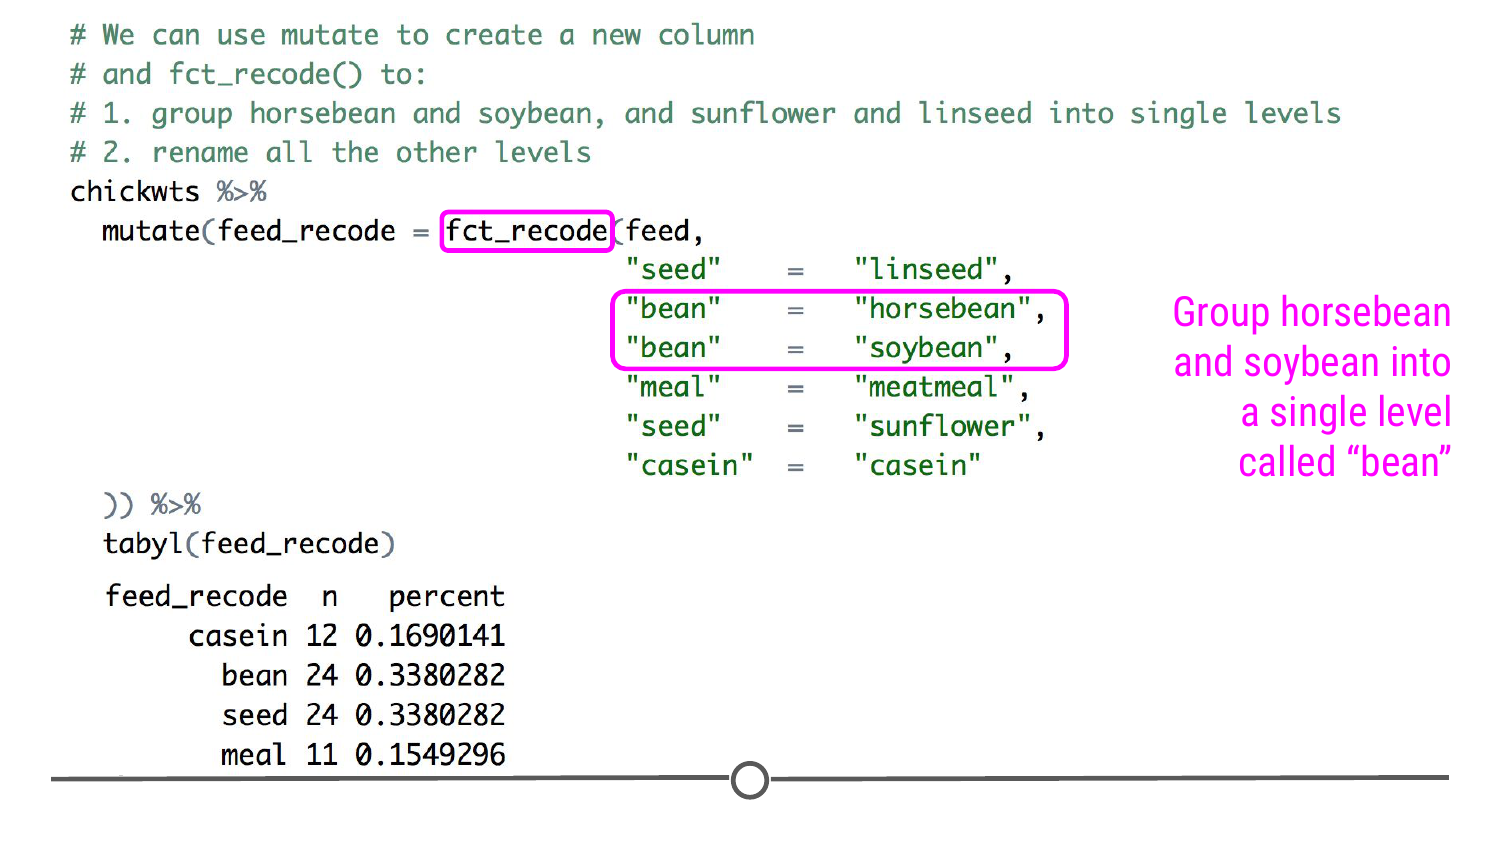 # We can use mutate to create a new column
# and fct_recode() to:
# 1. group horsebean and soybean, and sunflower and linseed into single levels
# 2. rename all the other levels
chickwts %>%
mutate(feed_recode = fct_recode(feed,
"seed" = "linseed",
"bean" = "horsebean",
"bean" = "soybean",
"meal" = "meatmeal",
"seed" = "sunflower",
"casein" = "casein"
)) %>%
tabyl(feed_recode)
Group horsebean
and soybean into
a single level
called “bean”
feed_recode n percent
casein 12 0.1690141
bean 24 0.3380282
seed 24 0.3380282
meal 11 0.1549296